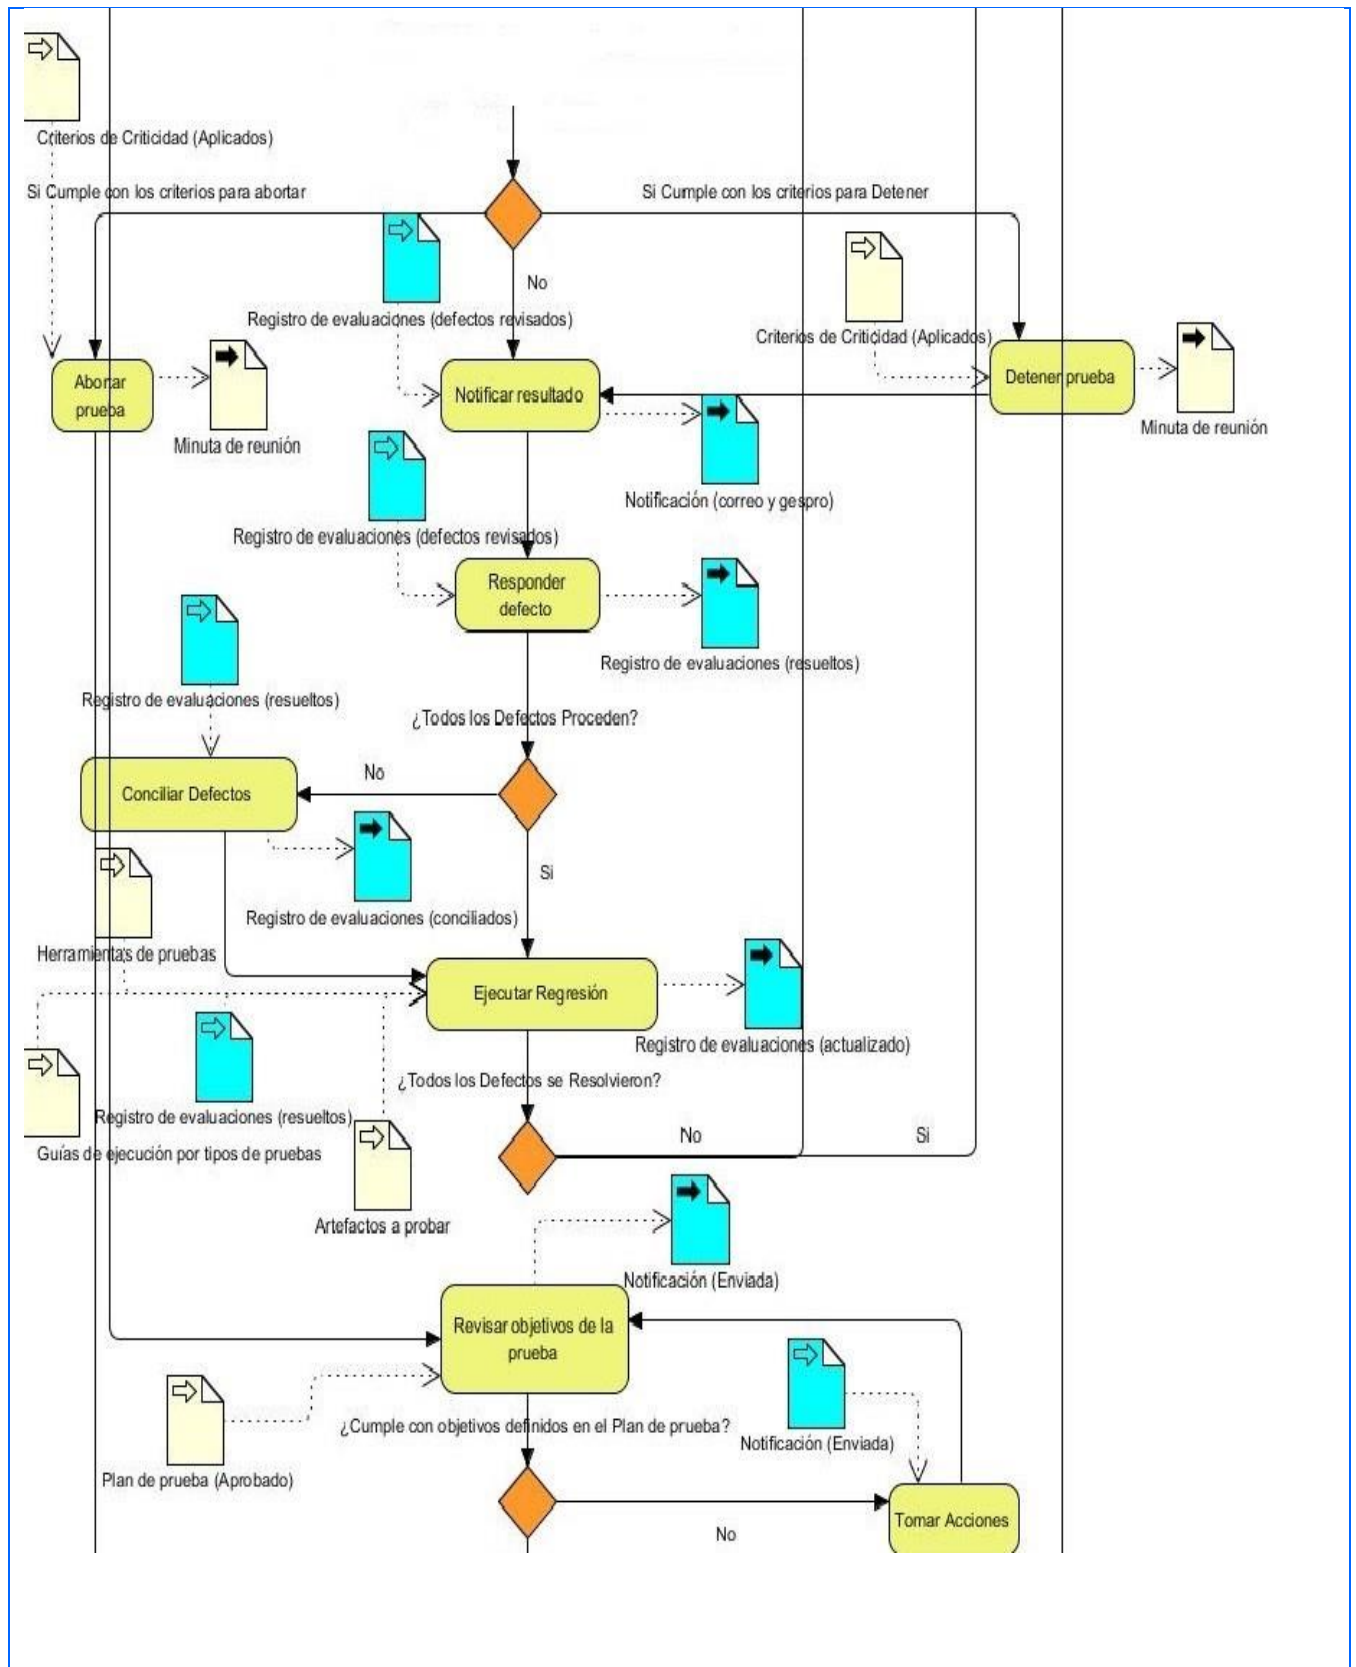 Criterios de Criticidad (Aplicados)
Si Cumple con los criterios para abortar
Si Cumple con los criterios para Detener
No
Registro de evaluaciones (defectos revisados)
Criterios de Criticidad (Aplicados)
Abortar
prueba
Notificar resultado
Detener prueba
Minuta de reunión
Minuta de reunión
Notificación (correo y gespro)
Registro de evaluaciones (defectos revisados)
Responder
defecto
Registro de evaluaciones (resueltos)
Registro de evaluaciones (resueltos)
¿Todos los Defectos Proceden?
No
Conciliar Defectos
Si
Registro de evaluaciones (conciliados)
Herramientas de pruebas
Ejecutar Regresión
Registro de evaluaciones (actualizado)
¿Todos los Defectos se Resolvieron?
Registro de evaluaciones (resueltos)
No
Si
Guías de ejecución por tipos de pruebas
Artefactos a probar
Notificación (Enviada)
Revisar objetivos de la
prueba
¿Cumple con objetivos definidos en el Plan de prueba?
Notificación (Enviada)
Plan de prueba (Aprobado)
Tomar Acciones
No